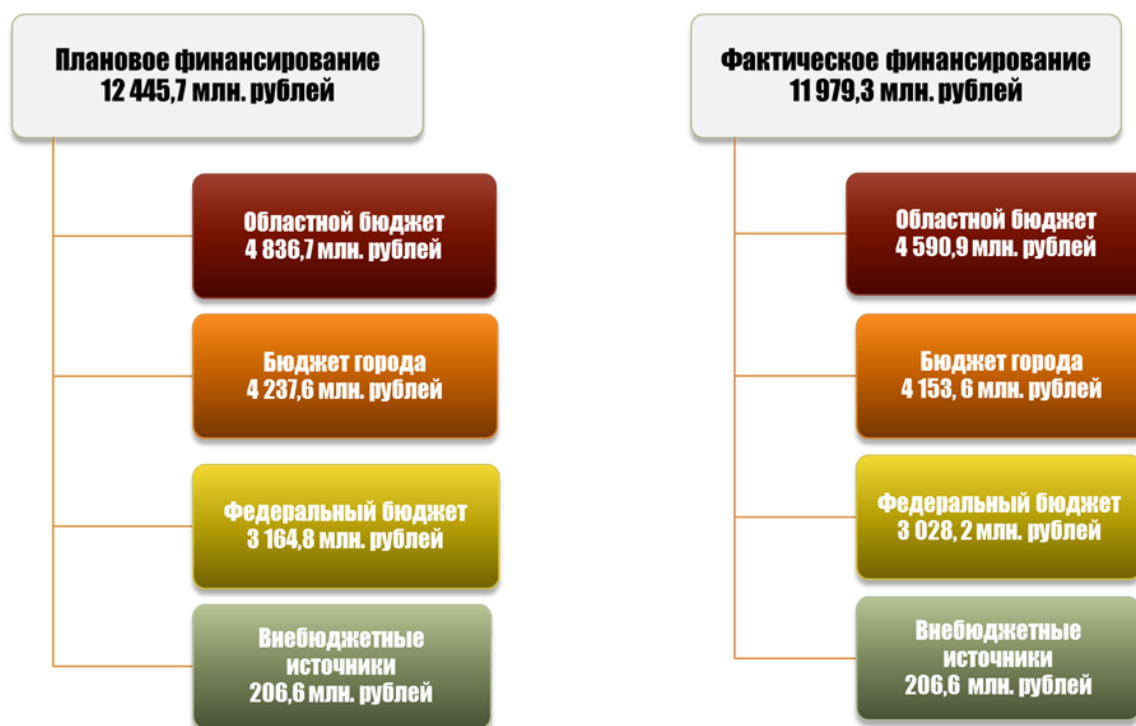 Плановое финансирование
12 445,7 млн. рублей
Областной бюджет
4 836,7 млн. рублей
Бюджет города
4 237,6 млн. рублей
Федеральный бюджет
3 164,8 млн. рублей
Внебюджетные
источники
206,6 млн. рублей
Фактическое финансирование
11 979,3 млн. рублей
Областной бюджет
4 590,9 млн. рублей
Бюджет города
4 153, 6 млн. рублей
Федеральный бюджет
3 028, 2 млн. рублей
Внебюджетные
источники
206,6 млн. рублей